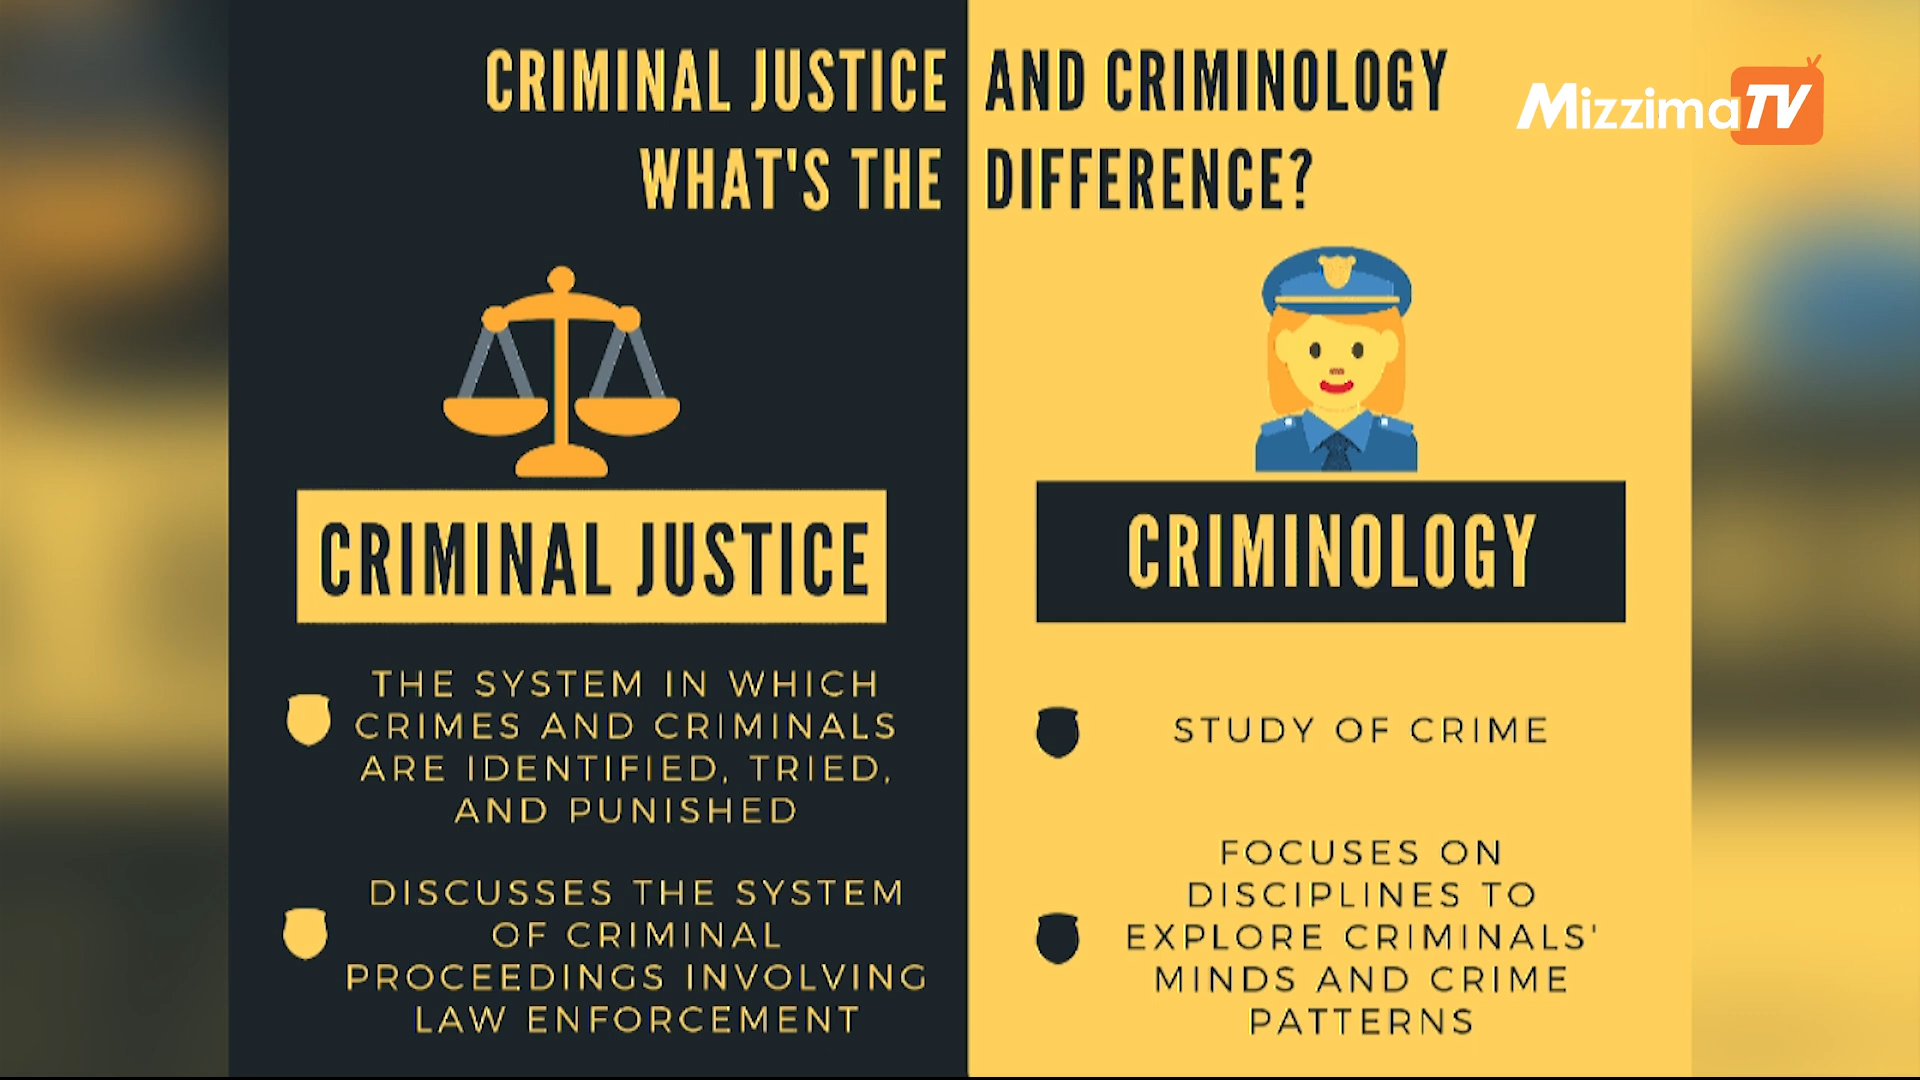 CRIMINAL JUSTICE AND CRIMINOLOGY
WHAT'S THE DIFFERENCE?
MizzimaTV
CRIMINAL JUSTICE
THE SYSTEM IN WHICH
CRIMES AND CRIMINALS
ARE IDENTIFIED, TRIED,
AND PUNISHED
DISCUSSES THE SYSTEM
OF CRIMINAL
PROCEEDINGS INVOLVING
LAW ENFORCEMENT
CRIMINOLOGY
STUDY OF CRIME
FOCUSES ON
DISCIPLINES TO
EXPLORE CRIMINALS'
MINDS AND CRIME
PATTERNS